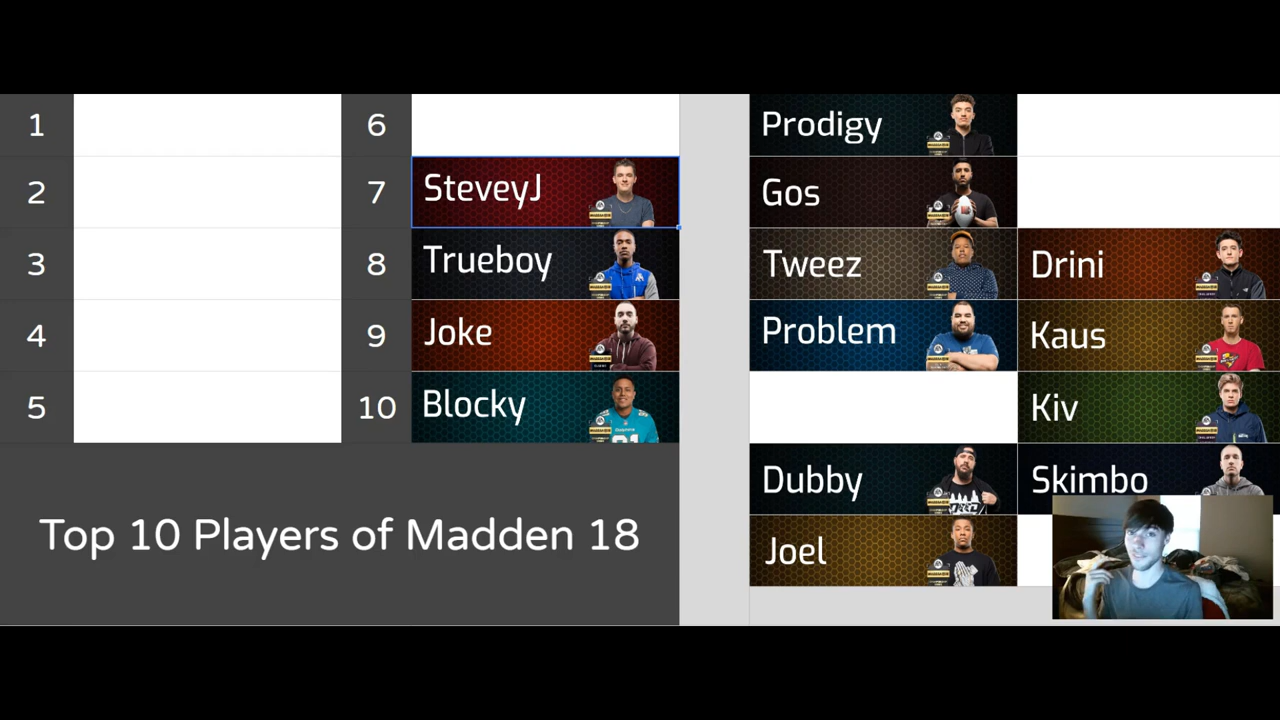 1
6
Prodigy
2
7
SteveyJ
Gos
3
8
Trueboy
Tweez
Drini
4
9
Joke
Problem
Kaus
5
10
Blocky
Kiv
Dubby
Skimbo
Top 10 Players of Madden 18
Joel